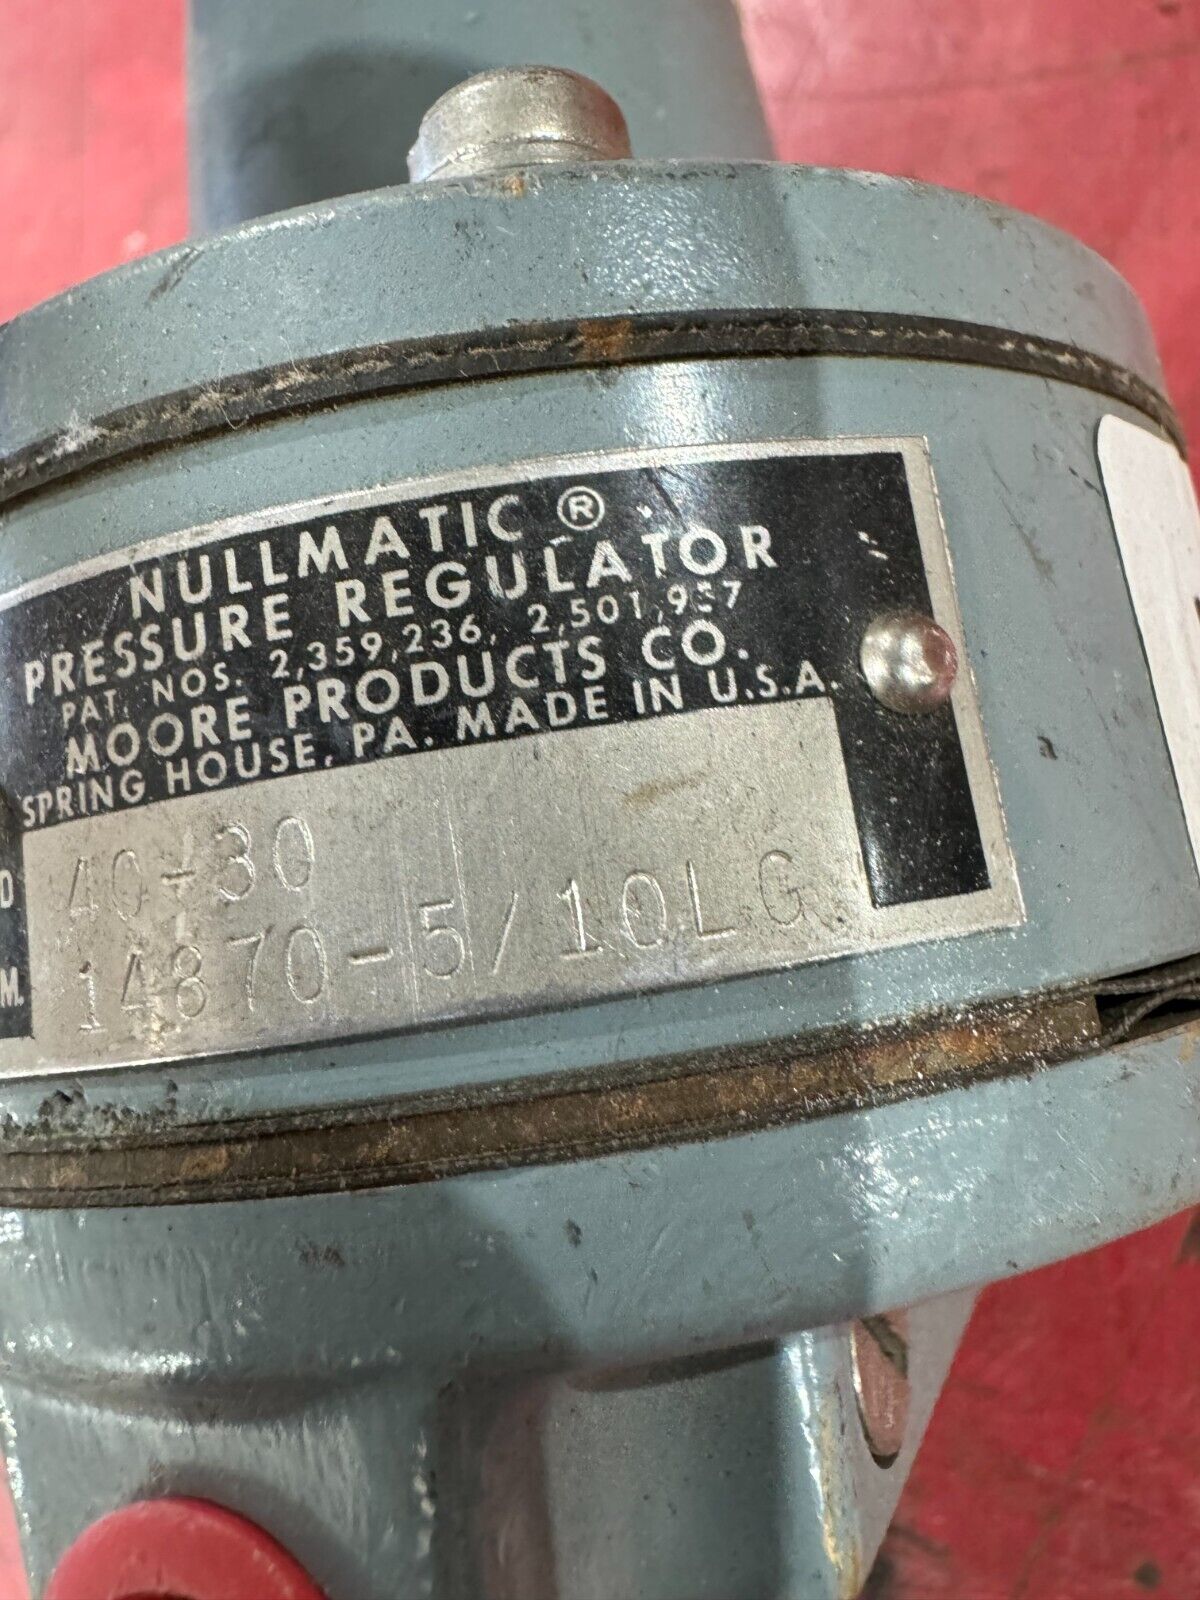 NULLMATIC ®
PRESSURE REGULATOR
PAT. NOS. 2,359,236, 2,501,957
MOORE PRODUCTS CO.
SPRING HOUSE, PA. MADE IN U.S.A.
D 40-30
M. 14870-5/10LG